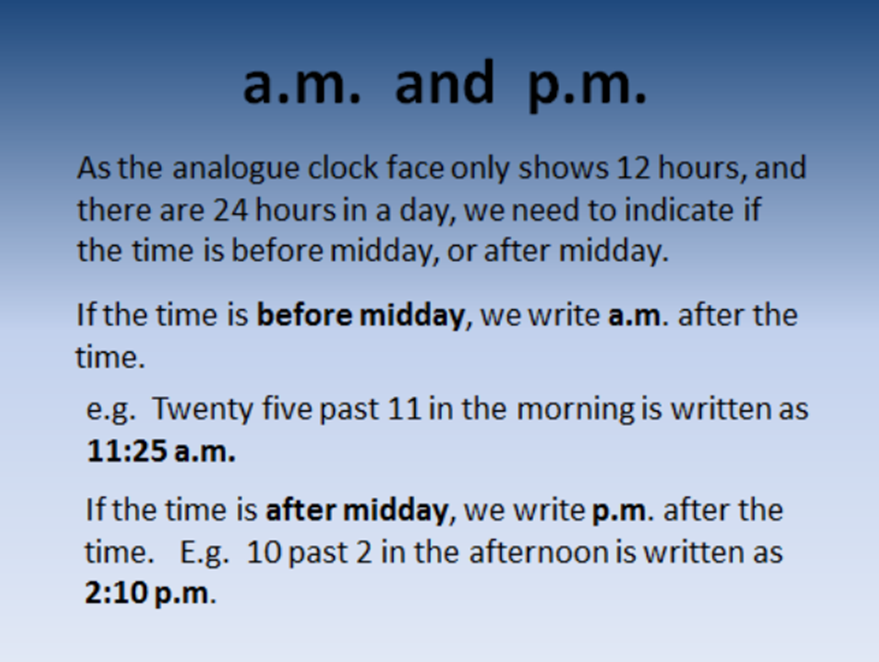 a.m. and p.m.
As the analogue clock face only shows 12 hours, and
there are 24 hours in a day, we need to indicate if
the time is before midday, or after midday.
If the time is before midday, we write a.m. after the
time.
e.g. Twenty five past 11 in the morning is written as
11:25 a.m.
If the time is after midday, we write p.m. after the
time. E.g. 10 past 2 in the afternoon is written as
2:10 p.m.